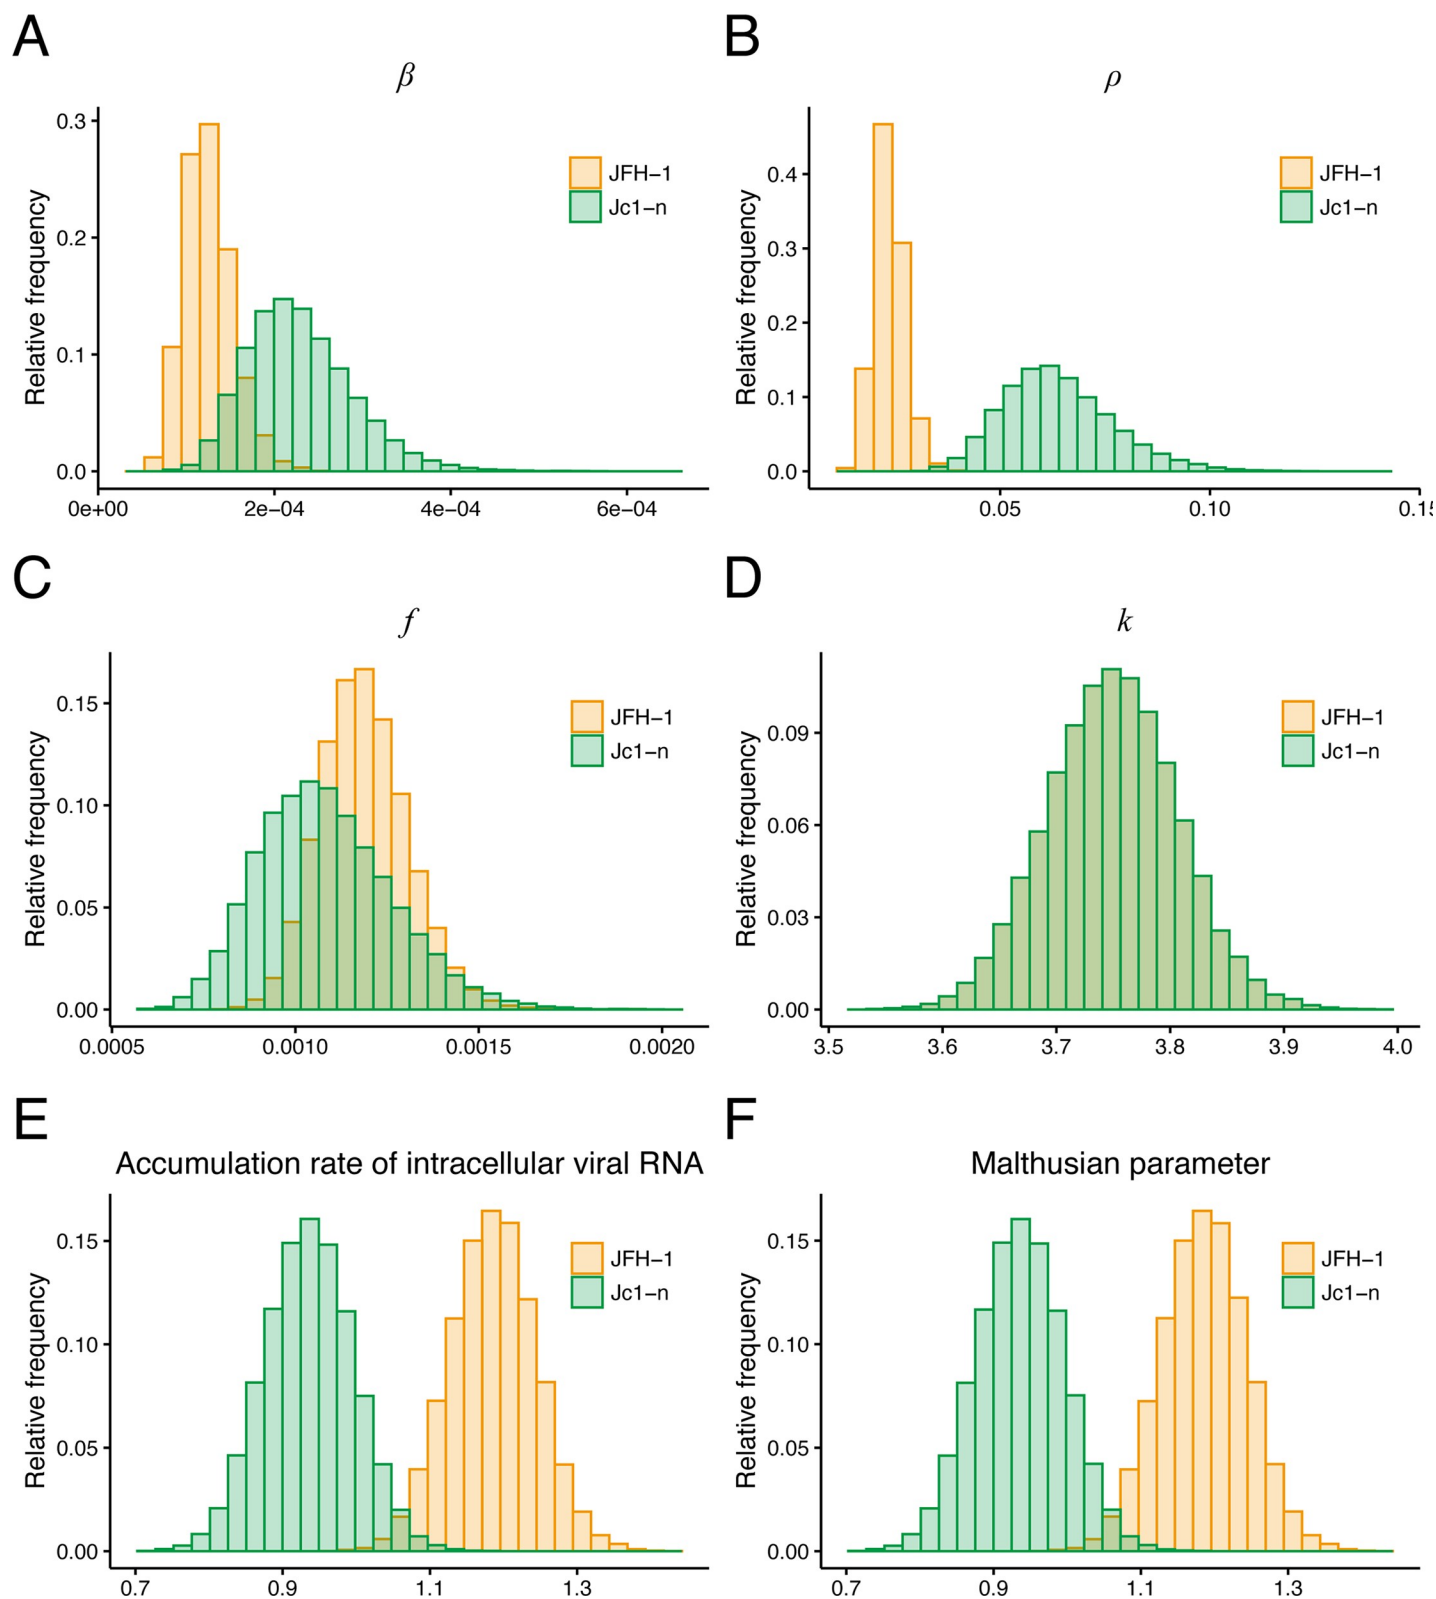 A
β
0.3
0.2
0.1
0.0
Relative frequency
JFH−1
Jc1−n
0e+00 2e−04 4e−04 6e−04
B
ρ
0.4
0.3
0.2
0.1
0.0
Relative frequency
JFH−1
Jc1−n
0.05 0.10 0.15
C
f
0.15
0.10
0.05
0.00
Relative frequency
JFH−1
Jc1−n
0.0005 0.0010 0.0015 0.0020
D
k
0.09
0.06
0.03
0.00
Relative frequency
JFH−1
Jc1−n
3.5 3.6 3.7 3.8 3.9 4.0
E
Accumulation rate of intracellular viral RNA
0.15
0.10
0.05
0.00
Relative frequency
JFH−1
Jc1−n
0.7 0.9 1.1 1.3
F
Malthusian parameter
0.15
0.10
0.05
0.00
Relative frequency
JFH−1
Jc1−n
0.7 0.9 1.1 1.3